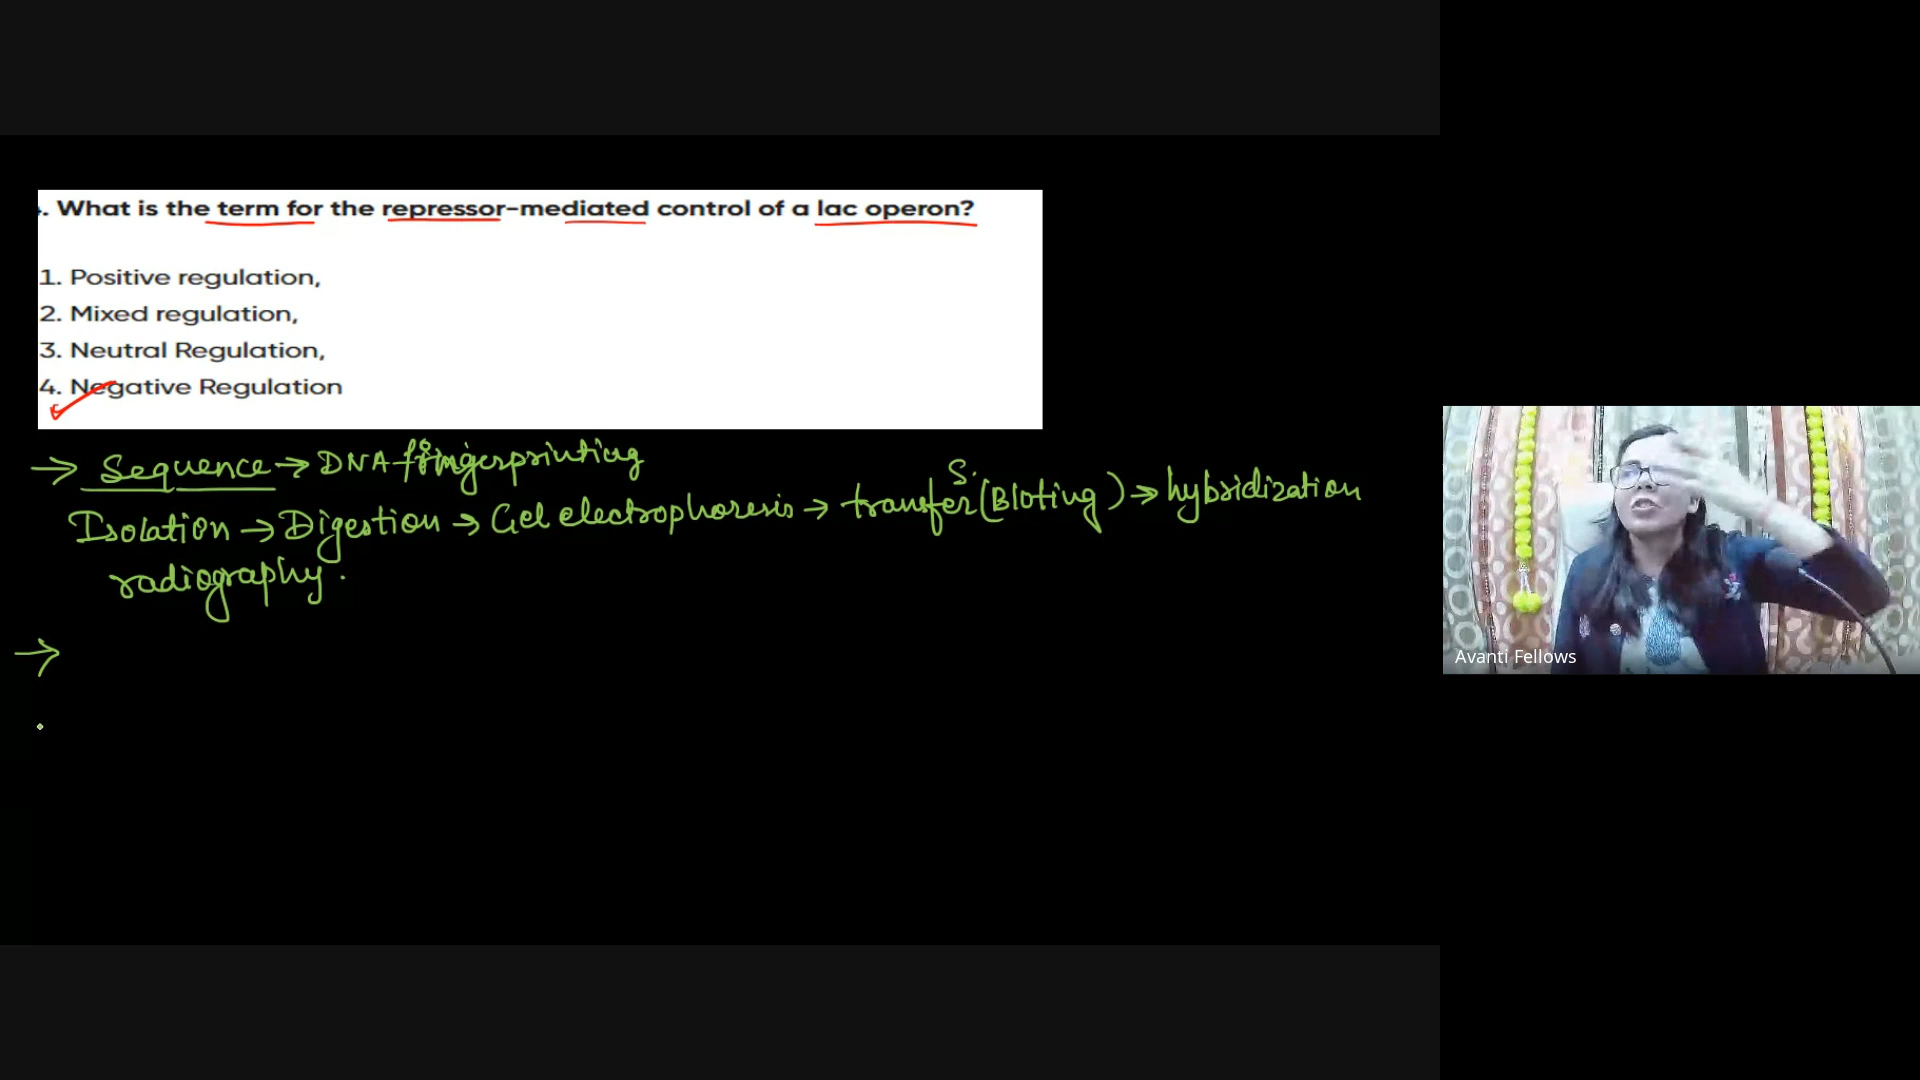 . What is the term for the repressor-mediated control of a lac operon?
1. Positive regulation,
2. Mixed regulation,
3. Neutral Regulation,
4. Negative Regulation
→ Sequence → DNA fingerprinting
Isolation → Digestion → Gel electrophoresis → transfer (S. Bloting) → hybridization
radiography.
→
Avanti Fellows